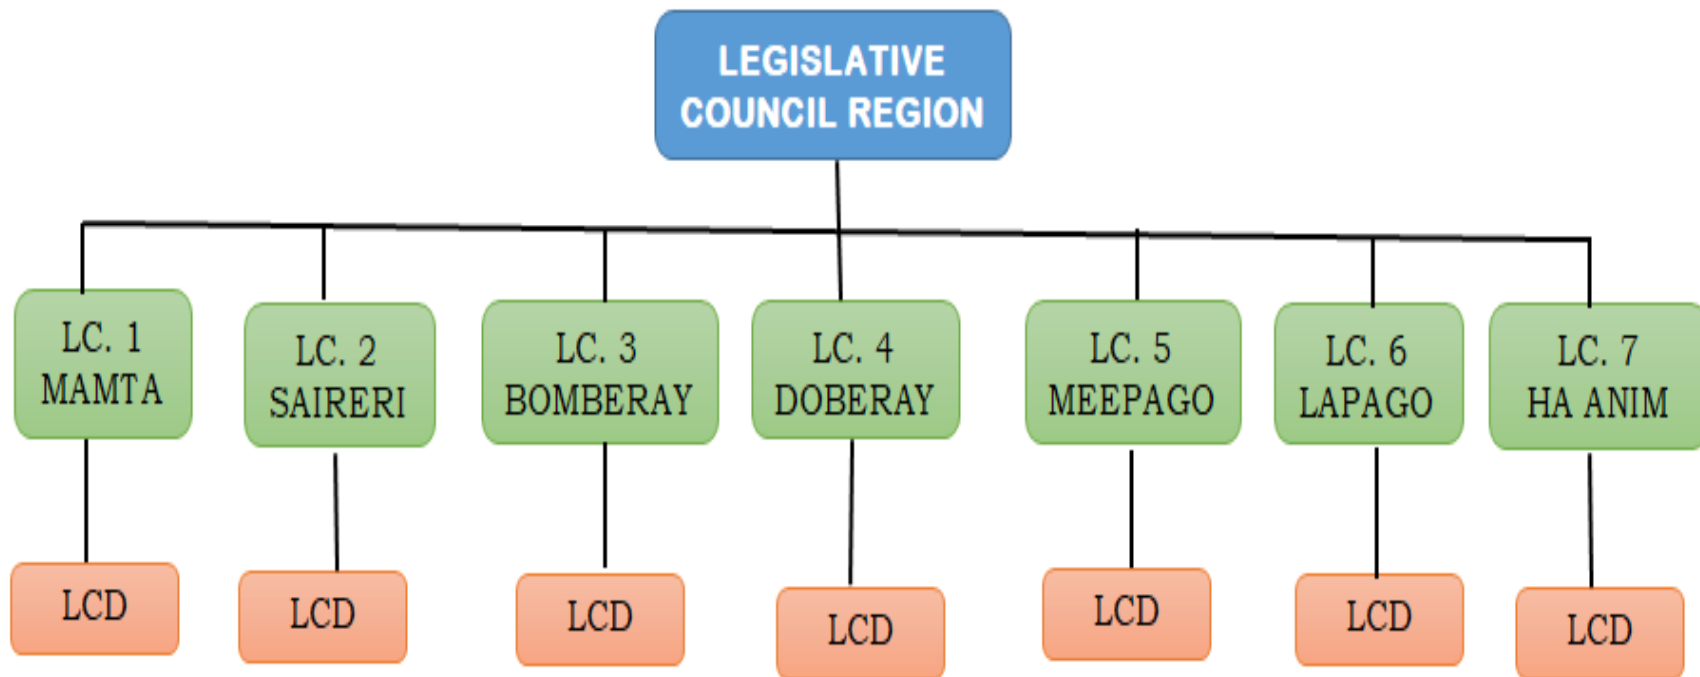 LEGISLATIVE
COUNCIL REGION
LC. 1
MAMTA
LC. 2
SAIRERI
LC. 3
BOMBERAY
LC. 4
DOBERAY
LC. 5
MEEPAGO
LC. 6
LAPAGO
LC. 7
HA ANIM
LCD
LCD
LCD
LCD
LCD
LCD
LCD